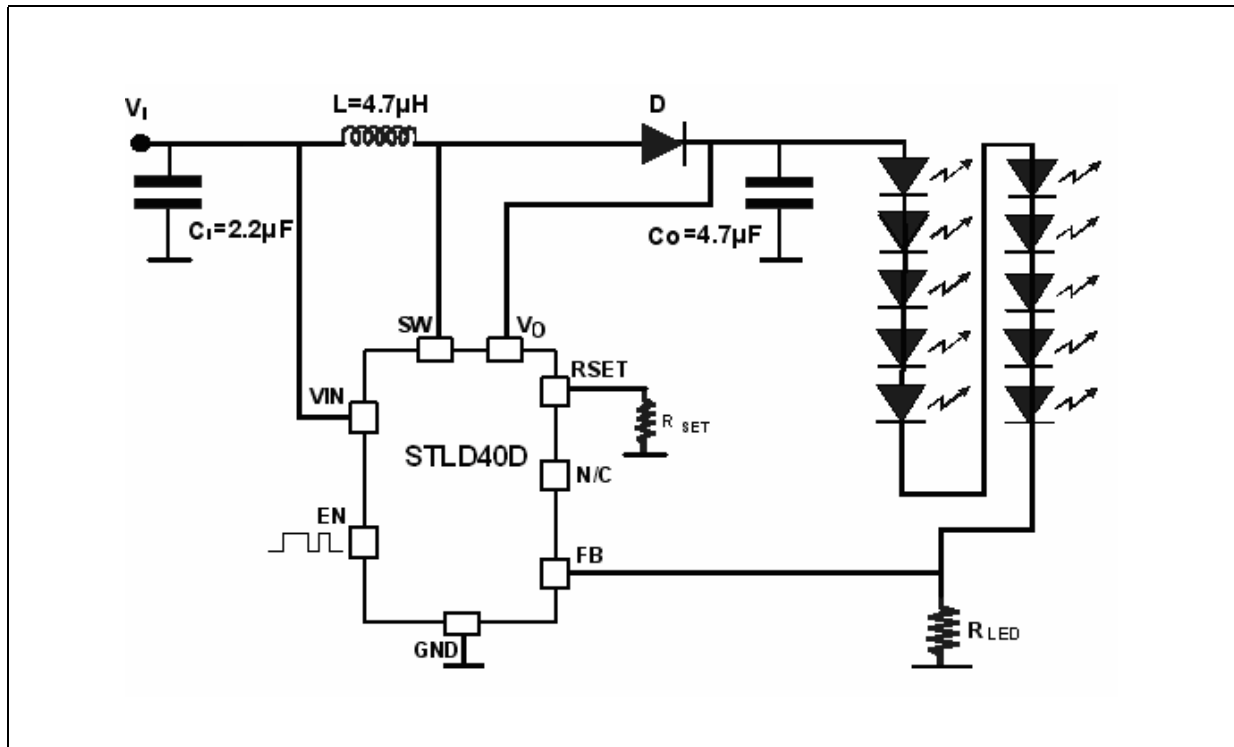 VI
L=4.7µH
D
CI=2.2µF
Co=4.7µF
SW
VO
RSET
VIN
R SET
STLD40D
N/C
EN
FB
GND
R LED